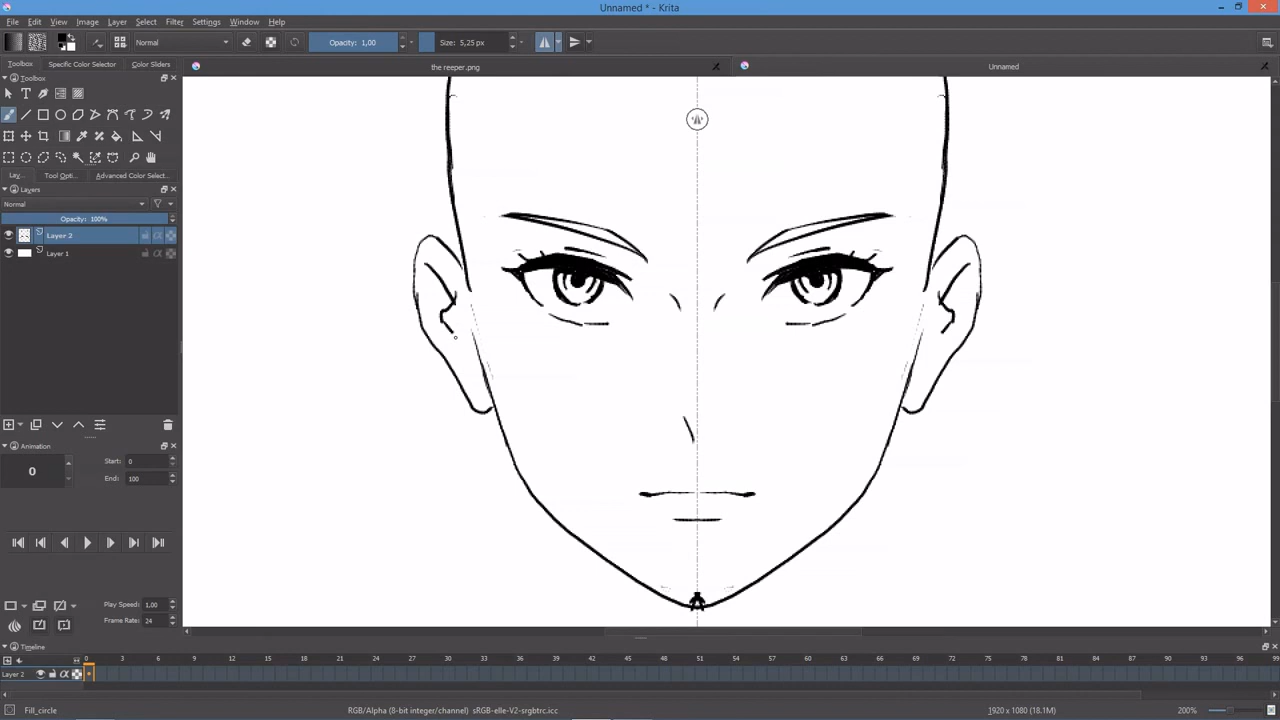 Unnamed * - Krita
File Edit View Image Layer Select Filter Settings Window Help
Normal Opacity: 1,00 Size: 5,25 px
Toolbox Specific Color Selector Color Sliders the reeper.png Unnamed
Toolbox
Lay... Tool Opti... Advanced Color Select...
Layers
Normal
Opacity: 100%
Layer 2
Layer 1
Animation
0 Start: 0
End: 100
Play Speed: 1,00
Frame Rate: 24
Timeline
0 3 6 9 12 15 18 21 24 27 30 33 36 39 42 45 48 51 54 57 60 63 66 69 72 75 78 81 84 87 90 93 96 99
Layer 2
Fill_circle RGB/Alpha (8-bit integer/channel) sRGB-elle-V2-srgbtrc.icc 1920 x 1080 (18.1M) 200%